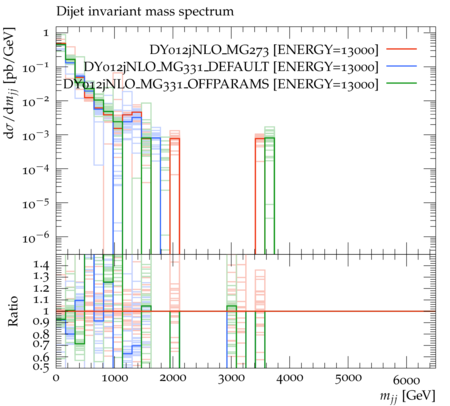 Dijet invariant mass spectrum
DY012jNLO_MG273 [ENERGY=13000]
DY012jNLO_MG331_DEFAULT [ENERGY=13000]
DY012jNLO_MG331_OFFPARAMS [ENERGY=13000]
dσ/dm_jj [pb/GeV]
1
10⁻¹
10⁻²
10⁻³
10⁻⁴
10⁻⁵
10⁻⁶
Ratio
1.4
1.3
1.2
1.1
1
0.9
0.8
0.7
0.6
0.5
0 1000 2000 3000 4000 5000 6000
m_jj [GeV]